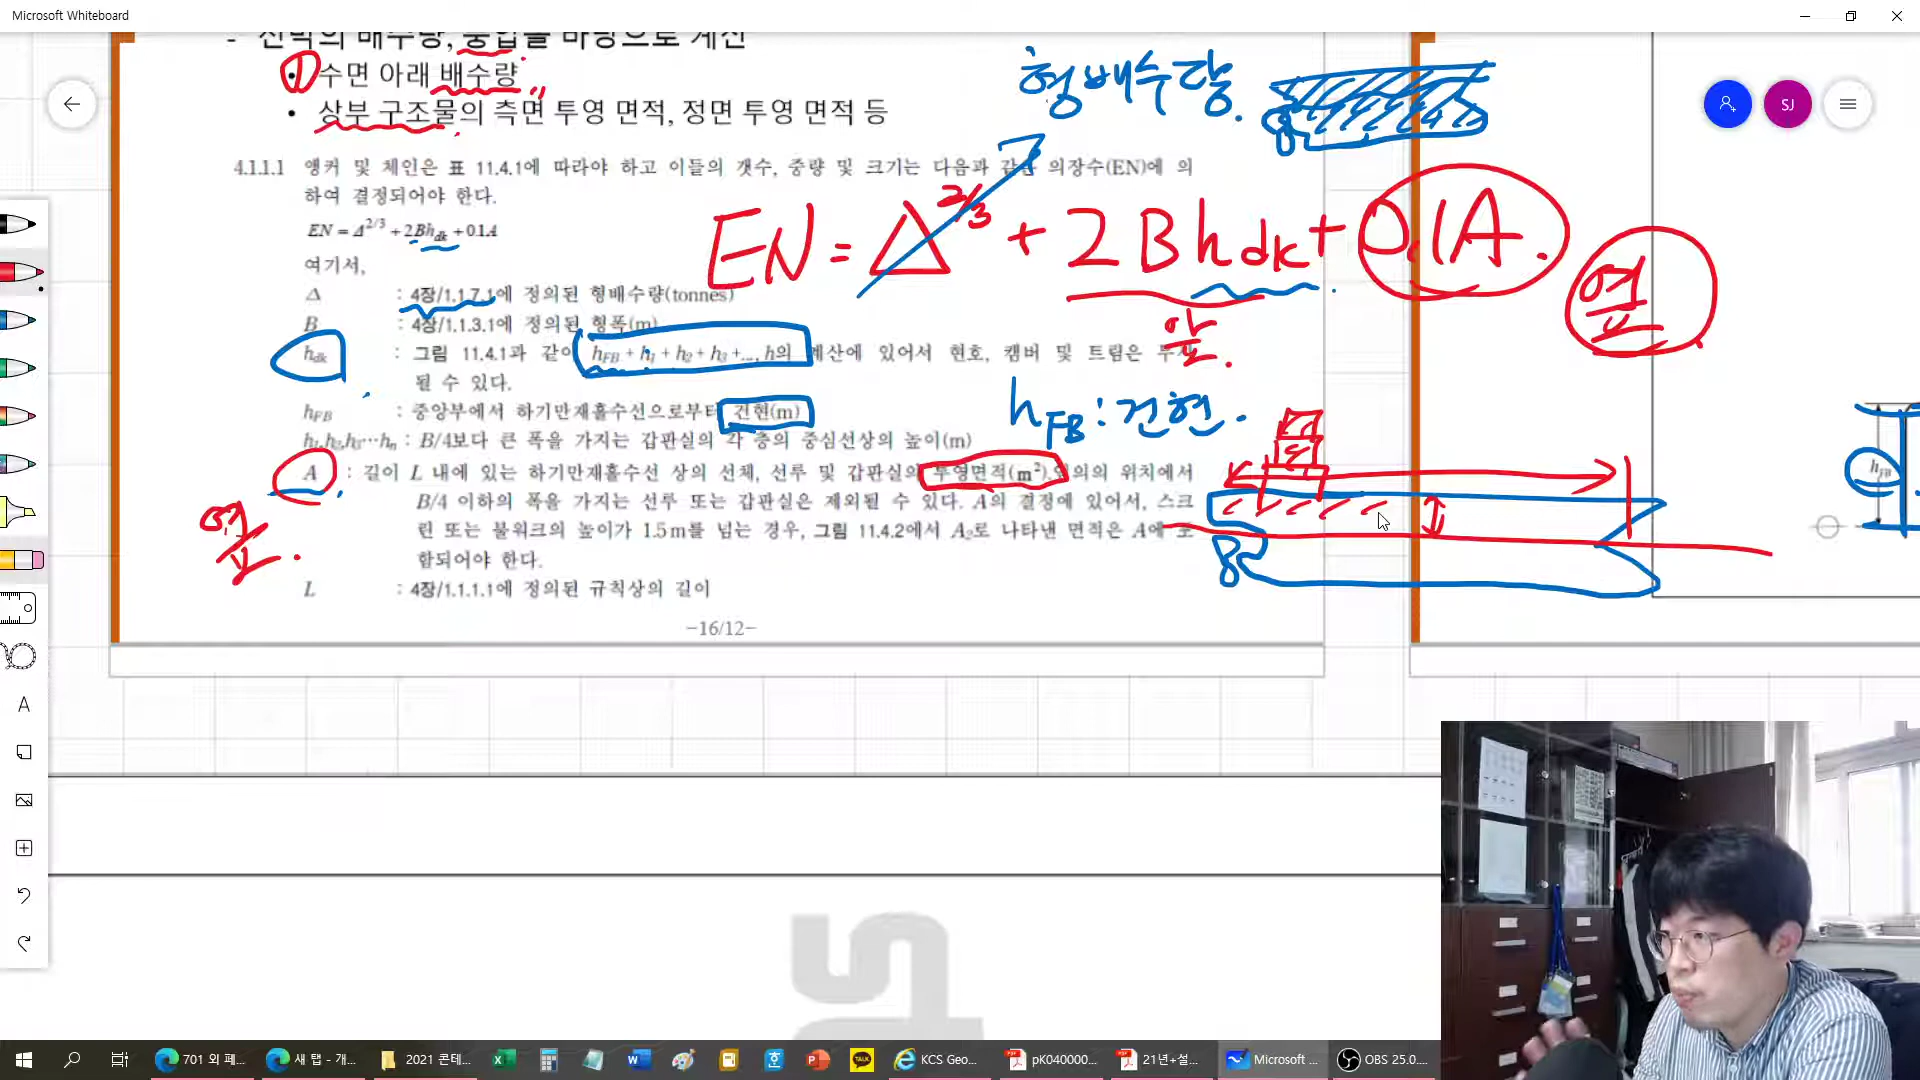 Microsoft Whiteboard
- 선박의 배수량, 풍압을 바탕으로 계산
① 수면 아래 배수량
• 상부 구조물의 측면 투영 면적, 정면 투영 면적 등
형배수량.
SJ
4.1.1.1 앵커 및 체인은 표 11.4.1에 따라야 하고 이들의 갯수, 중량 및 크기는 다음과 같은 의장수(EN)에 의
하여 결정되어야 한다.
EN = Δ^2/3 + 2Bh_dk + 0.1A
EN = Δ^2/3 + 2Bh_dk + 0.1A.
앞.
옆
여기서,
Δ : 4장/1.1.7.1에 정의된 형배수량(tonnes)
B : 4장/1.1.3.1에 정의된 형폭(m)
h_dk : 그림 11.4.1과 같이 h_FB + h_1 + h_2 + h_3 + ..., h의 계산에 있어서 현호, 캠버 및 트림은 무시
될 수 있다.
h_FB : 중앙부에서 하기만재흘수선으로부터 건현(m)
h_FB : 건현.
h_1,h_2,h_3…h_n : B/4보다 큰 폭을 가지는 갑판실의 각 층의 중심선상의 높이(m)
A : 길이 L 내에 있는 하기만재흘수선 상의 선체, 선루 및 갑판실의 투영면적(m²). 임의의 위치에서
B/4 이하의 폭을 가지는 선루 또는 갑판실은 제외될 수 있다. A의 결정에 있어서, 스크
린 또는 불워크의 높이가 1.5m를 넘는 경우, 그림 11.4.2에서 A_2로 나타낸 면적은 A에 포
함되어야 한다.
옆.
L : 4장/1.1.1.1에 정의된 규칙상의 길이
h_FB
−16/12−
701 외 페...
새 탭 - 개...
2021 콘테...
KCS Geo...
pK040000...
21년+설...
Microsoft ...
OBS 25.0....